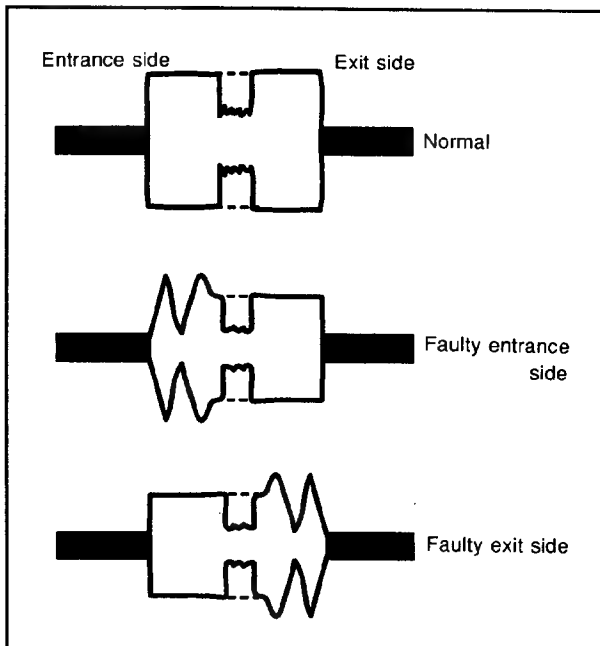 Entrance side
Exit side
Normal
Faulty entrance
side
Faulty exit side